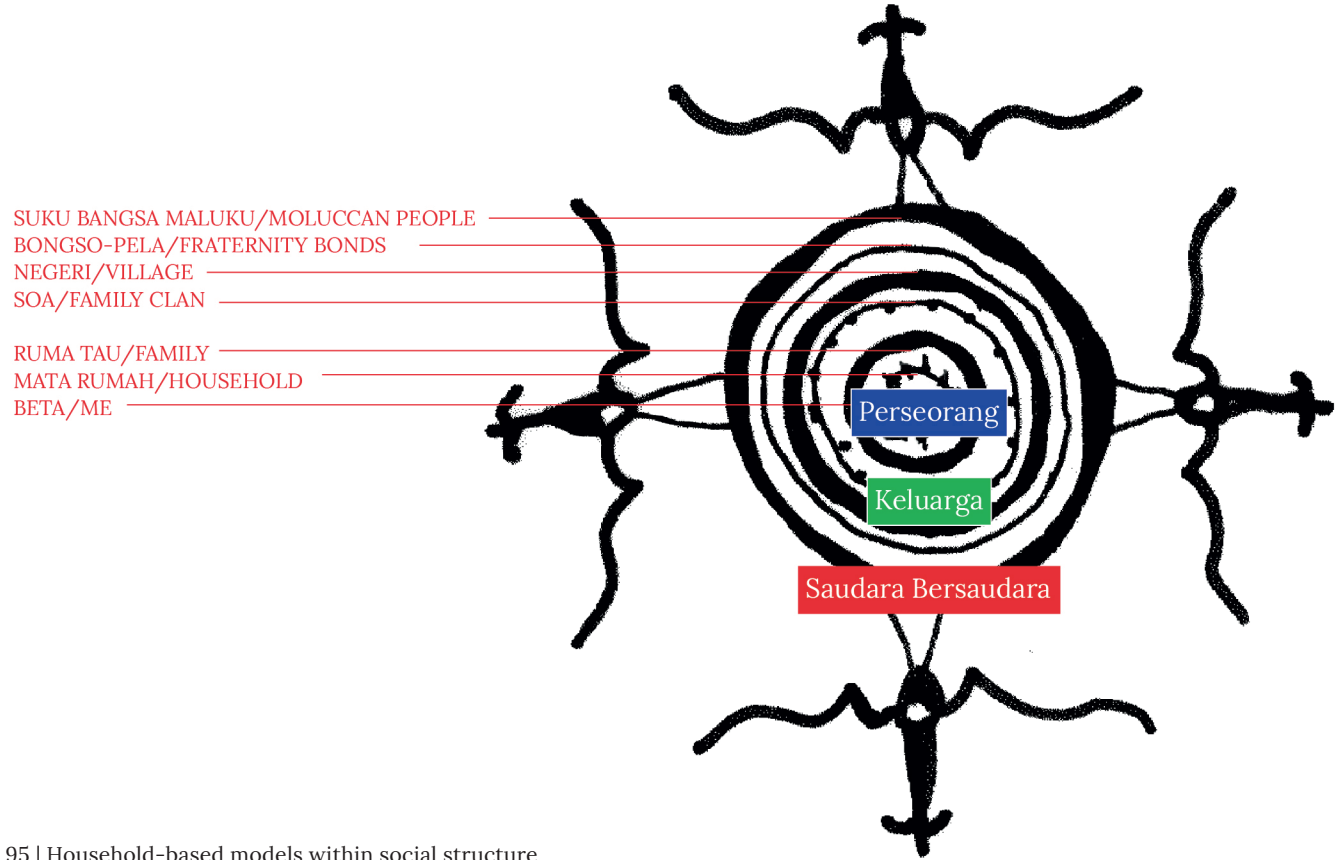 SUKU BANGSA MALUKU/MOLUCCAN PEOPLE
BONGSO-PELA/FRATERNITY BONDS
NEGERI/VILLAGE
SOA/FAMILY CLAN
RUMA TAU/FAMILY
MATA RUMAH/HOUSEHOLD
BETA/ME
Perseorang
Keluarga
Saudara Bersaudara
95 | Household-based models within social structure